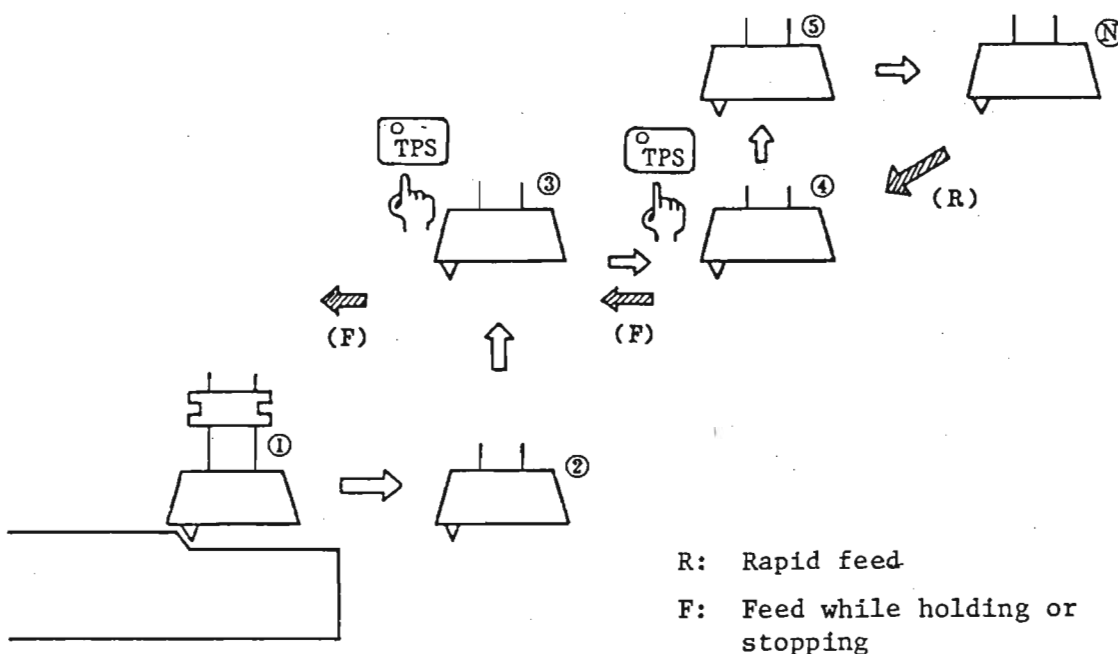 ⑤
Ⓝ
TPS
TPS
③
④
(R)
(F)
(F)
①
②
R: Rapid feed
F: Feed while holding or
stopping